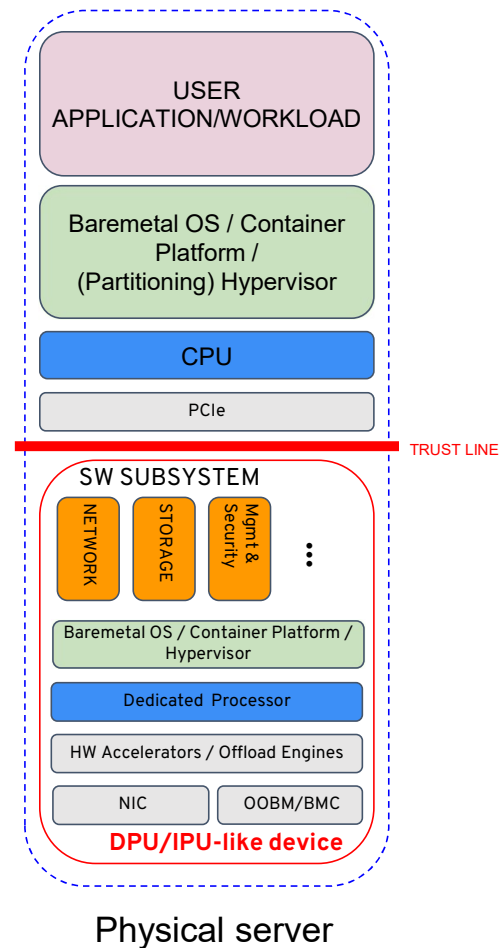 USER
APPLICATION/WORKLOAD
Baremetal OS / Container
Platform /
(Partitioning) Hypervisor
CPU
PCIe
TRUST LINE
SW SUBSYSTEM
NETWORK
STORAGE
Mgmt &
Security
...
Baremetal OS / Container Platform /
Hypervisor
Dedicated Processor
HW Accelerators / Offload Engines
NIC
OOBM/BMC
DPU/IPU-like device
Physical server